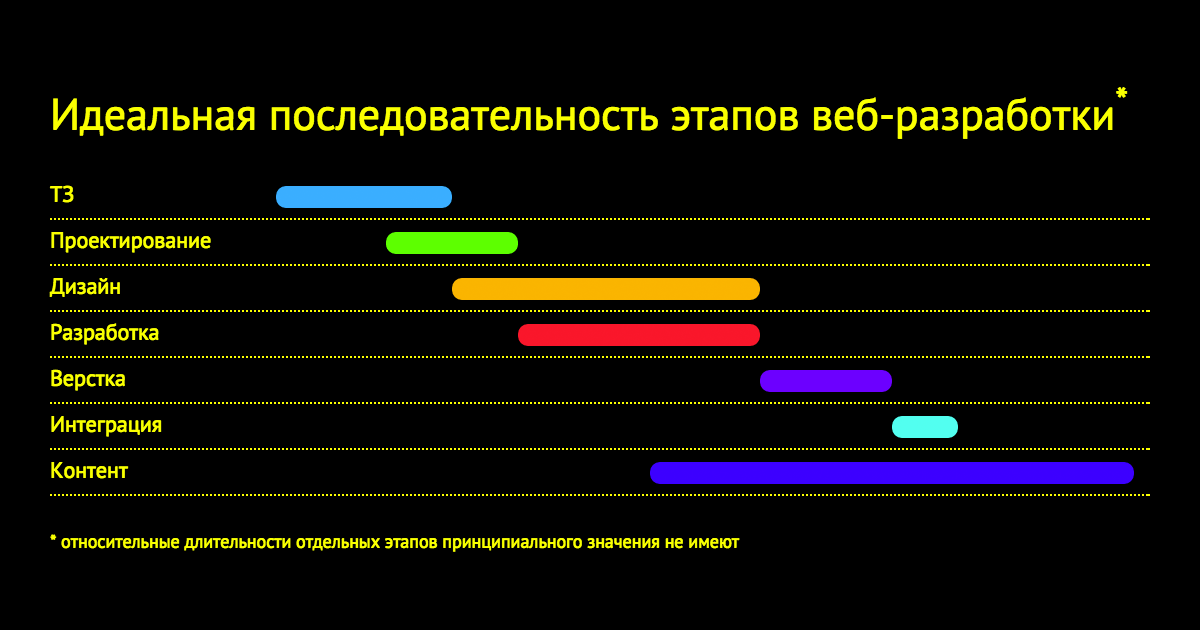 Идеальная последовательность этапов веб-разработки*
ТЗ
Проектирование
Дизайн
Разработка
Верстка
Интеграция
Контент
* относительные длительности отдельных этапов принципиального значения не имеют